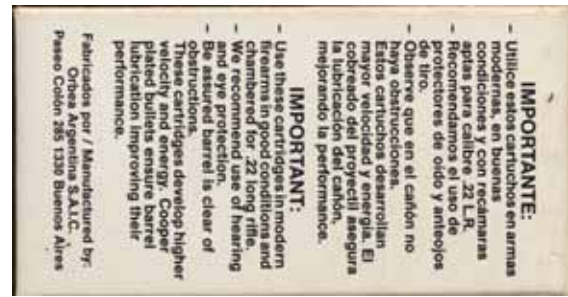 IMPORTANTE:
- Utilice estos cartuchos en armas
modernas, en buenas
condiciones y con recámaras
aptas para calibre .22 L.R.
- Recomendamos el uso de
protectores de oído y anteojos
de tiro.
- Observe que en el cañón no
haya obstrucciones.
Estos cartuchos desarrollan
mayor velocidad y energía. El
cobreado del proyectil asegura
la lubricación del cañón,
mejorando la performance.
IMPORTANT:
- Use these cartridges in modern
firearms in good conditions and
chambered for .22 long rifle.
- We recommend use of hearing
and eye protection.
- Be assured barrel is clear of
obstructions.
These cartridges develop higher
velocity and energy. Cooper
plated bullets ensure barrel
lubrication improving their
performance.
Fabricados por / Manufactured by:
Orbea Argentina S.A.I.C.
Paseo Colón 285 1330 Buenos Aires